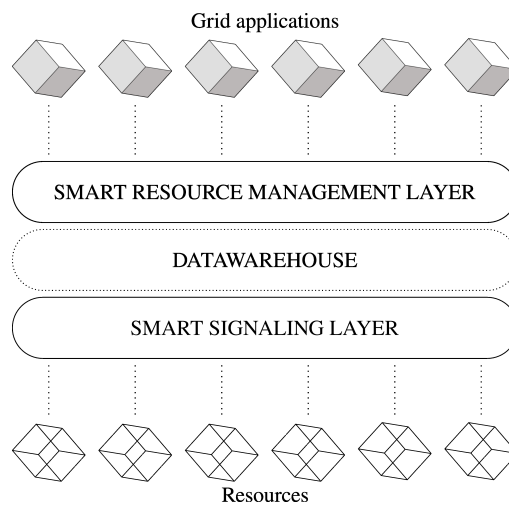 Grid applications
SMART RESOURCE MANAGEMENT LAYER
DATAWAREHOUSE
SMART SIGNALING LAYER
Resources